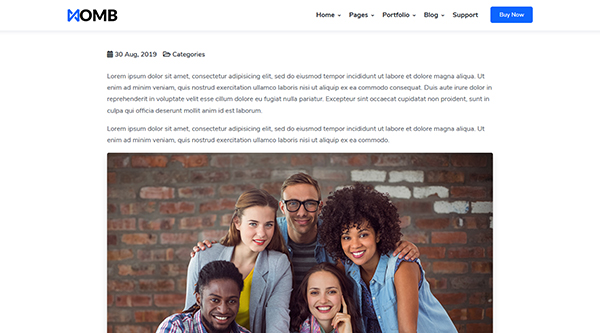 XOMB
Home Pages Portfolio Blog Support Buy Now
30 Aug, 2019 Categories
Lorem ipsum dolor sit amet, consectetur adipisicing elit, sed do eiusmod tempor incididunt ut labore et dolore magna aliqua. Ut
enim ad minim veniam, quis nostrud exercitation ullamco laboris nisi ut aliquip ex ea commodo consequat. Duis aute irure dolor in
reprehenderit in voluptate velit esse cillum dolore eu fugiat nulla pariatur. Excepteur sint occaecat cupidatat non proident, sunt in
culpa qui officia deserunt mollit anim id est laborum.
Lorem ipsum dolor sit amet, consectetur adipisicing elit, sed do eiusmod tempor incididunt ut labore et dolore magna aliqua. Ut
enim ad minim veniam, quis nostrud exercitation ullamco laboris nisi ut aliquip ex ea commodo.